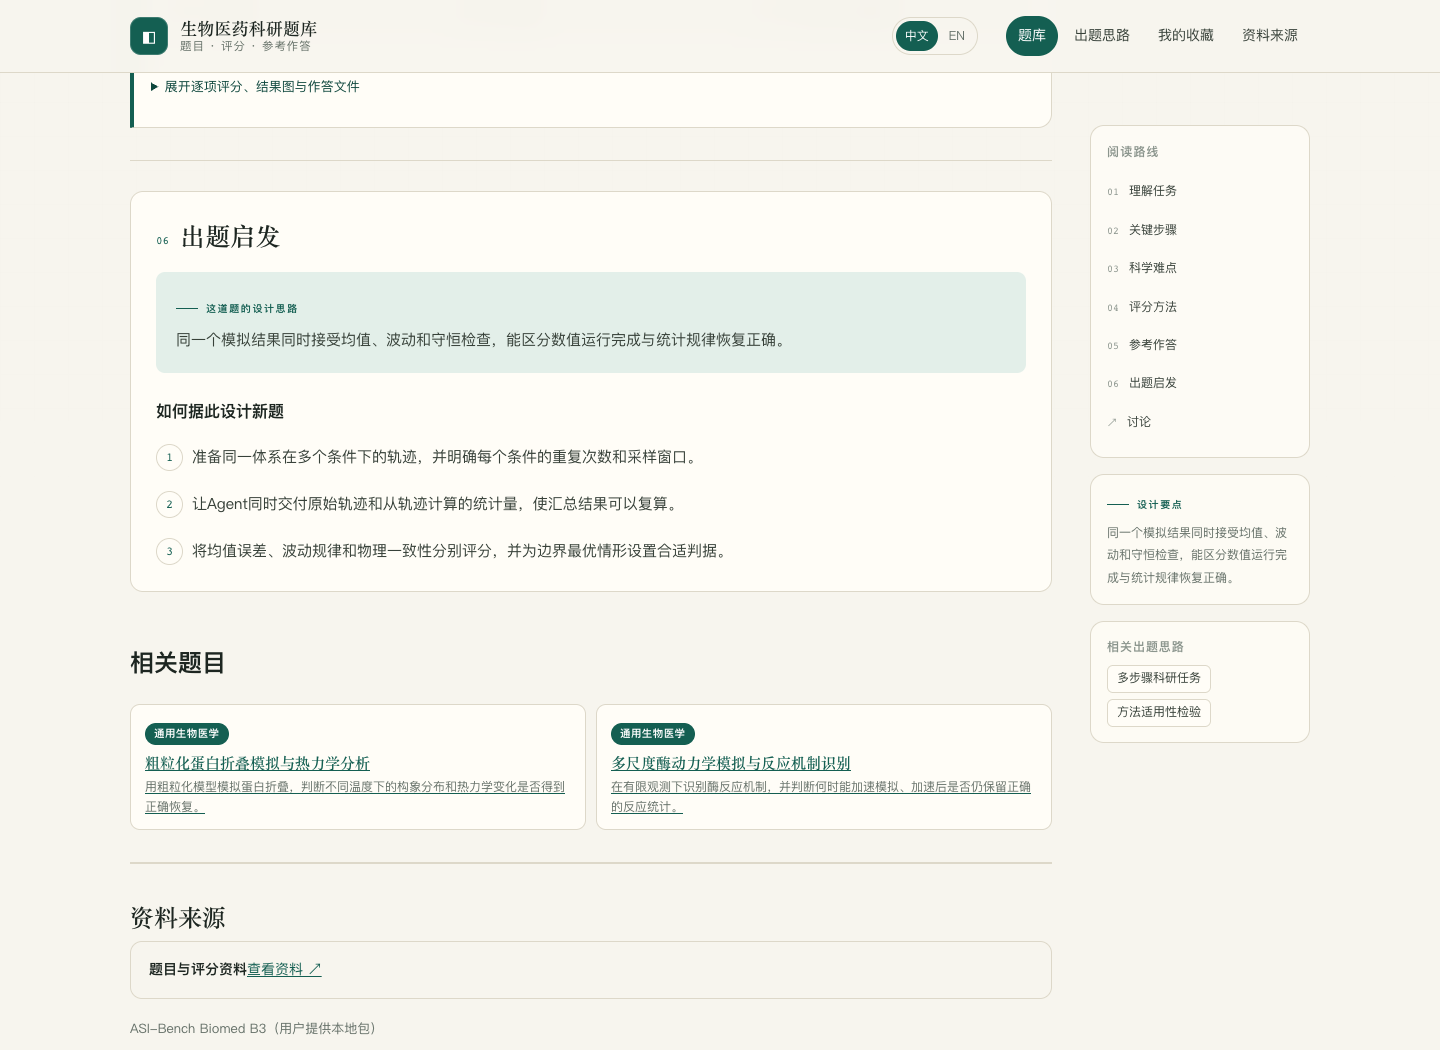 生物医药科研题库
题目 · 评分 · 参考作答
中文
EN
题库
出题思路
我的收藏
资料来源
展开逐项评分、结果图与作答文件
06 出题启发
这道题的设计思路
同一个模拟结果同时接受均值、波动和守恒检查，能区分数值运行完成与统计规律恢复正确。
如何据此设计新题
1 准备同一体系在多个条件下的轨迹，并明确每个条件的重复次数和采样窗口。
2 让Agent同时交付原始轨迹和从轨迹计算的统计量，使汇总结果可以复算。
3 将均值误差、波动规律和物理一致性分别评分，并为边界最优情形设置合适判据。
相关题目
通用生物医学
粗粒化蛋白折叠模拟与热力学分析
用粗粒化模型模拟蛋白折叠，判断不同温度下的构象分布和热力学变化是否得到
正确恢复。
通用生物医学
多尺度酶动力学模拟与反应机制识别
在有限观测下识别酶反应机制，并判断何时能加速模拟、加速后是否仍保留正确
的反应统计。
资料来源
题目与评分资料查看资料 ↗
ASI-Bench Biomed B3（用户提供本地包）
阅读路线
01 理解任务
02 关键步骤
03 科学难点
04 评分方法
05 参考作答
06 出题启发
↗ 讨论
设计要点
同一个模拟结果同时接受均值、波
动和守恒检查，能区分数值运行完
成与统计规律恢复正确。
相关出题思路
多步骤科研任务
方法适用性检验